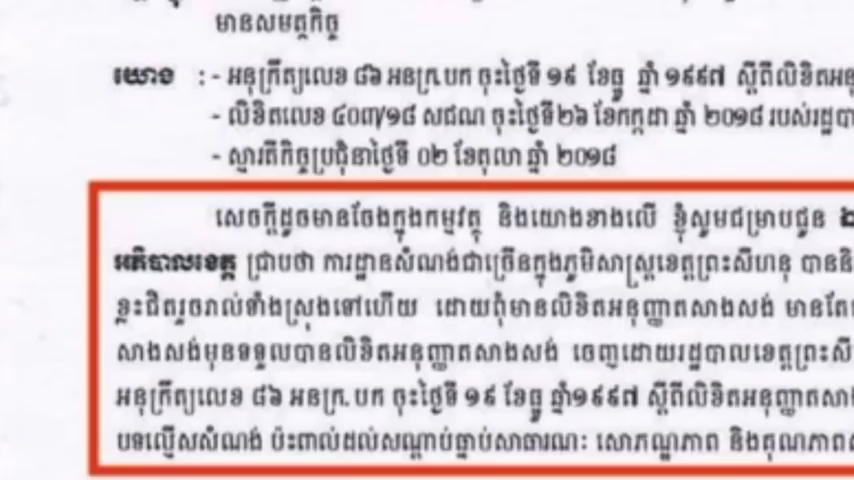 មានសមត្ថកិច្ច
យោង : - អនុក្រឹត្យលេខ ៨៦ អនក្រ.បក ចុះថ្ងៃទី ១៩ ខែធ្នូ ឆ្នាំ ១៩៩៧ ស្តីពីលិខិតអនុ
- លិខិតលេខ ៤០៣/១៨ សជណ ចុះថ្ងៃទី២៦ ខែកក្កដា ឆ្នាំ ២០១៨ របស់រដ្ឋបា
- ស្មារតីកិច្ចប្រជុំនាថ្ងៃទី ០២ ខែតុលា ឆ្នាំ ២០១៨
សេចក្តីដូចមានចែងក្នុងកម្មវត្ថុ និងយោងខាងលើ ខ្ញុំសូមជម្រាបជូន ឯ
អភិបាលខេត្ត ជ្រាបថា ការដ្ឋានសំណង់ជាច្រើនក្នុងភូមិសាស្ត្រខេត្តព្រះសីហនុ បាននិ
ខ្លះជិតរួចរាល់ទាំងស្រុងទៅហើយ ដោយពុំមានលិខិតអនុញ្ញាតសាងសង់ មានតែ
សាងសង់មុនទទួលបានលិខិតអនុញ្ញាតសាងសង់ ចេញដោយរដ្ឋបាលខេត្តព្រះសី
អនុក្រឹត្យលេខ ៨៦ អនក្រ.បក ចុះថ្ងៃទី ១៩ ខែធ្នូ ឆ្នាំ១៩៩៧ ស្តីពីលិខិតអនុញ្ញាតសាង
បទល្មើសសំណង់ ប៉ះពាល់ដល់សណ្តាប់ធ្នាប់សាធារណៈ សោភណ្ឌភាព និងគុណភាពស